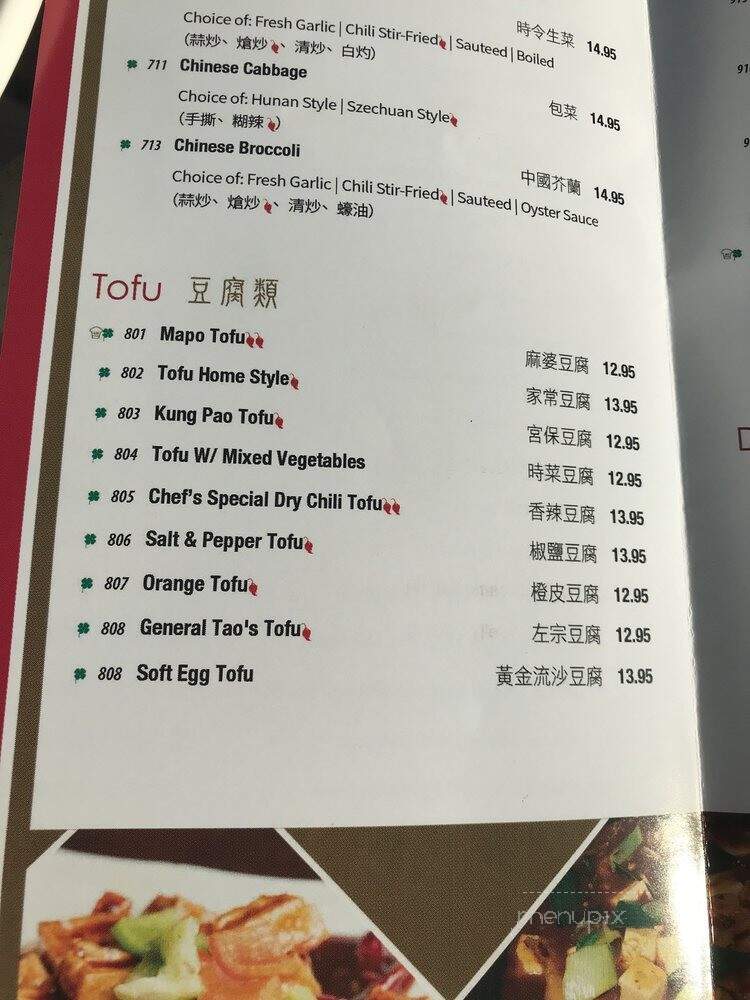 Choice of: Fresh Garlic | Chili Stir-Fried | Sauteed | Boiled 時令生菜 14.95
(蒜炒、熗炒、清炒、白灼)
711 Chinese Cabbage
Choice of: Hunan Style | Szechuan Style 包菜 14.95
(手撕、糊辣)
713 Chinese Broccoli
Choice of: Fresh Garlic | Chili Stir-Fried | Sauteed | Oyster Sauce 中國芥蘭 14.95
(蒜炒、熗炒、清炒、蠔油)
Tofu 豆腐類
801 Mapo Tofu 麻婆豆腐 12.95
802 Tofu Home Style 家常豆腐 13.95
803 Kung Pao Tofu 宮保豆腐 12.95
804 Tofu W/ Mixed Vegetables 時菜豆腐 12.95
805 Chef's Special Dry Chili Tofu 香辣豆腐 13.95
806 Salt & Pepper Tofu 椒鹽豆腐 13.95
807 Orange Tofu 橙皮豆腐 12.95
808 General Tao's Tofu 左宗豆腐 12.95
808 Soft Egg Tofu 黃金流沙豆腐 13.95
menupix